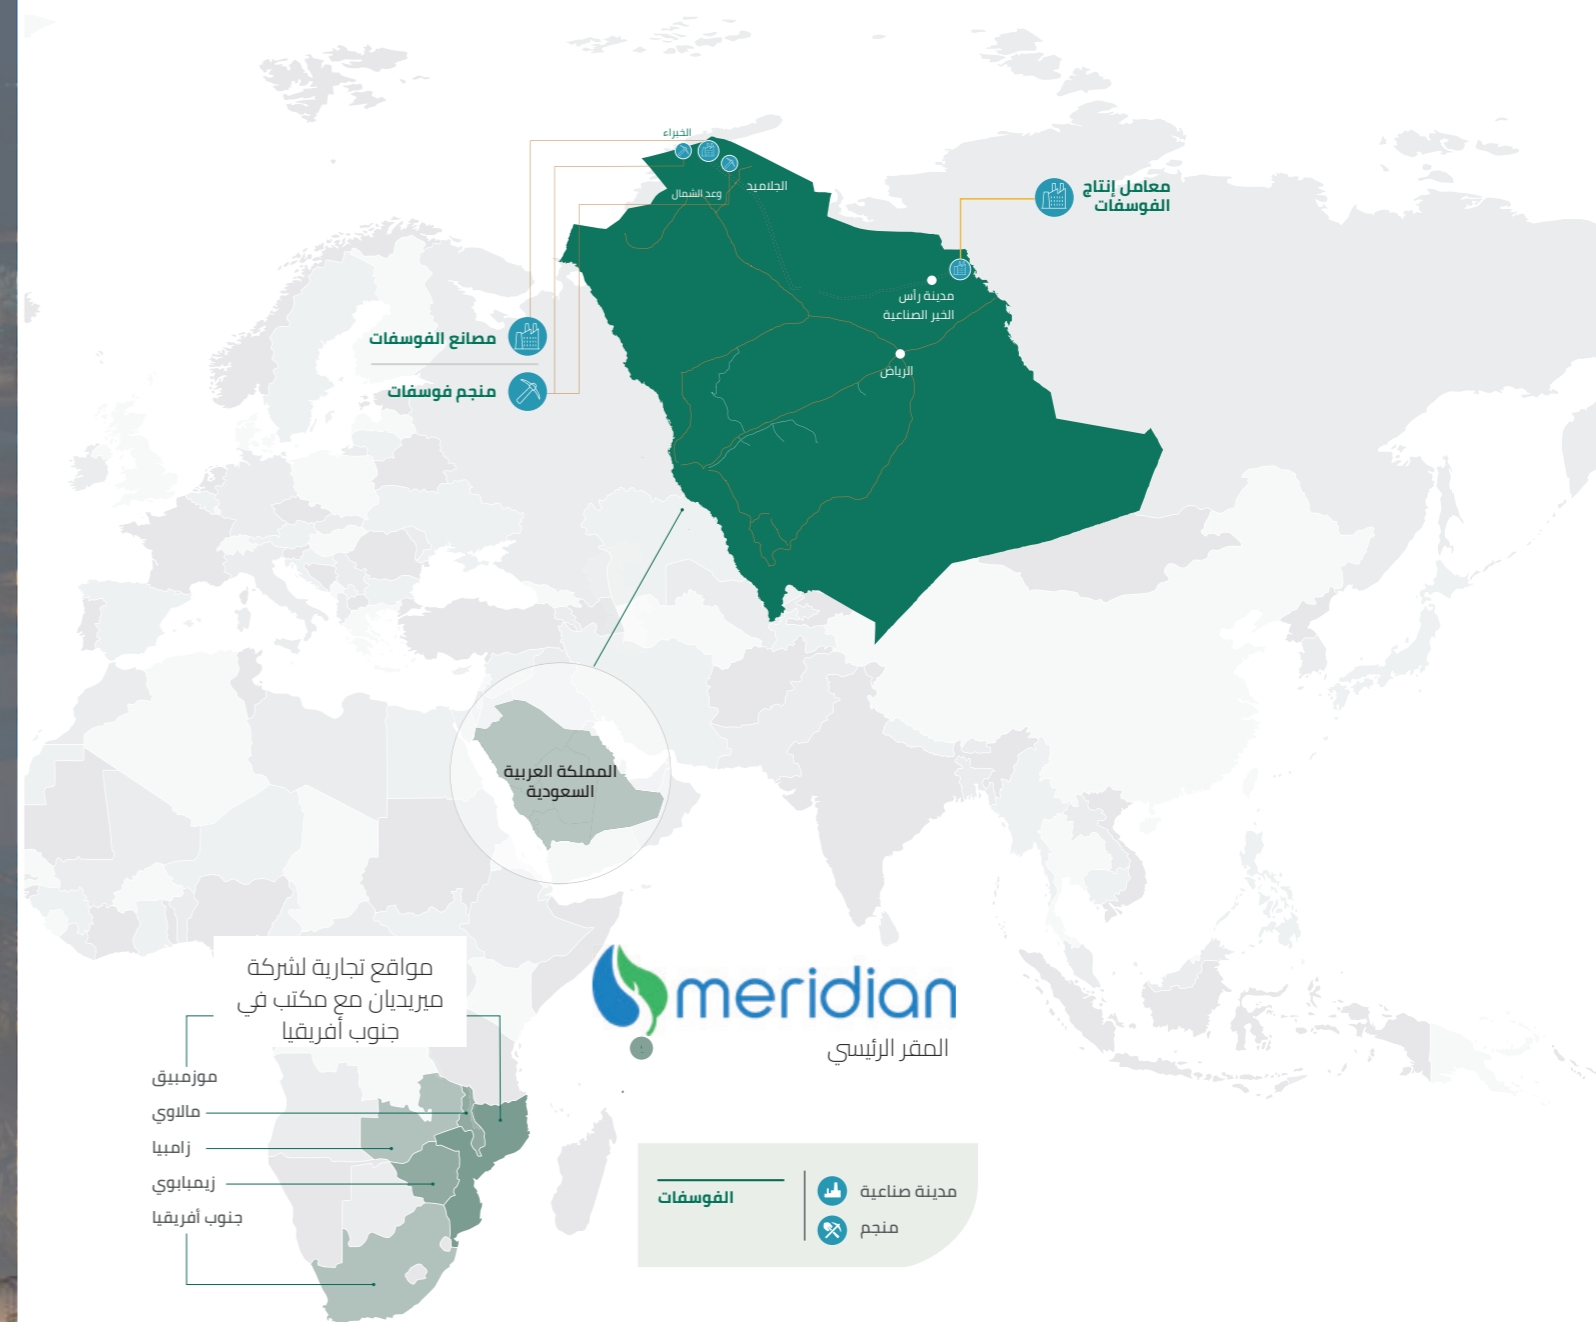 الخبراء
وعد الشمال
الجلاميد
معامل إنتاج
الفوسفات
مدينة رأس
الخير الصناعية
الرياض
مصانع الفوسفات
منجم فوسفات
المملكة العربية
السعودية
مواقع تجارية لشركة
ميريديان مع مكتب في
جنوب أفريقيا
موزمبيق
مالاوي
زامبيا
زيمبابوي
جنوب أفريقيا
meridian
المقر الرئيسي
مدينة صناعية
منجم
الفوسفات